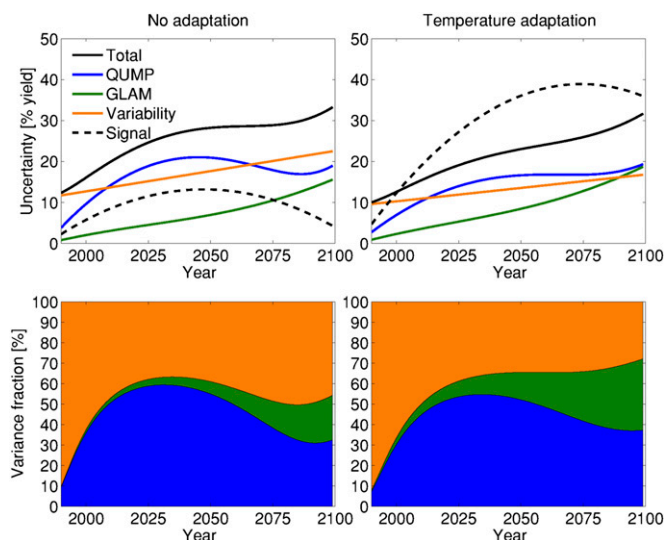 No adaptation
Temperature adaptation
Uncertainty [% yield]
50
40
30
20
10
0
Total
QUMP
GLAM
Variability
Signal
2000 2025 2050 2075 2100
Year
50
40
30
20
10
0
2000 2025 2050 2075 2100
Year
Variance fraction [%]
100
90
80
70
60
50
40
30
20
10
0
2000 2025 2050 2075 2100
Year
100
90
80
70
60
50
40
30
20
10
0
2000 2025 2050 2075 2100
Year